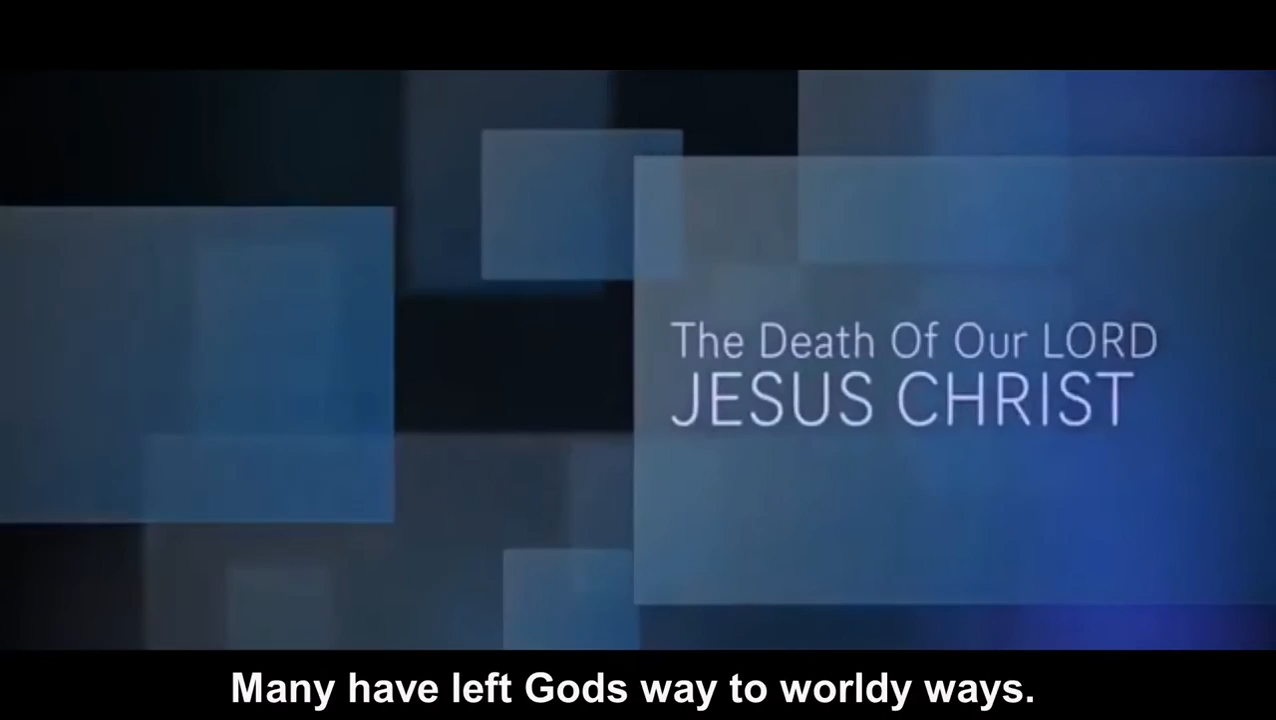 The Death Of Our LORD
JESUS CHRIST
Many have left Gods way to worldy ways.